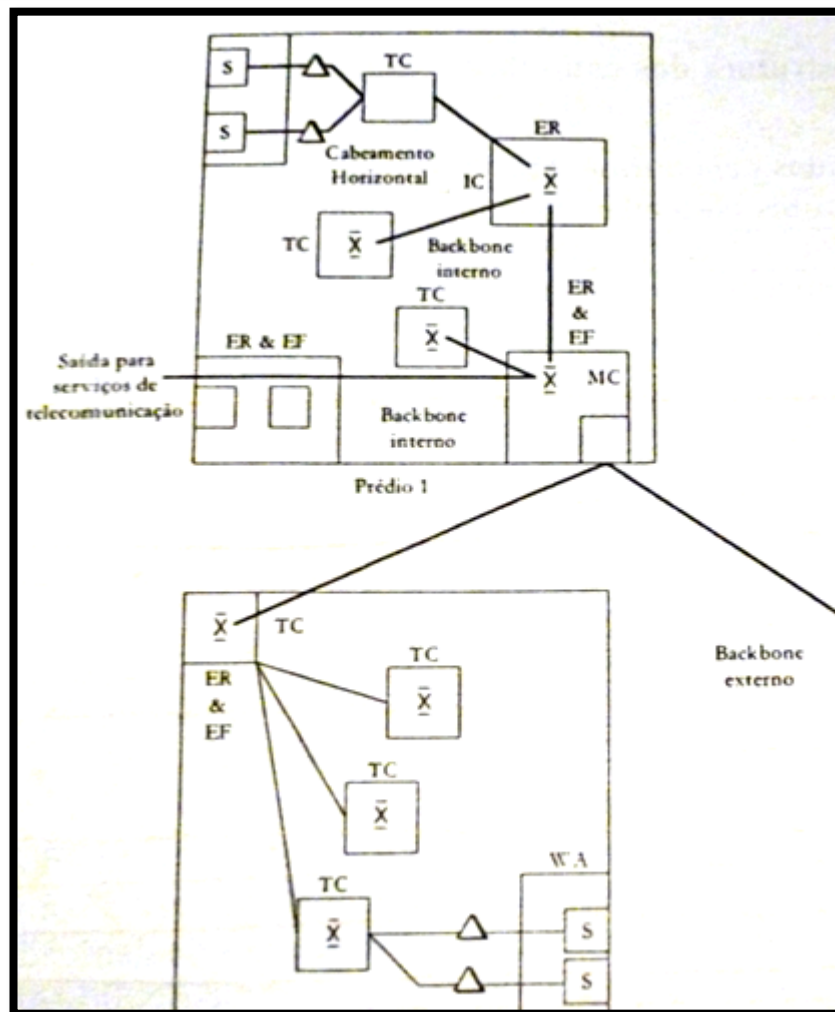 TC
S
S
Cabeamento
Horizontal
ER
IC
X
TC
X
Backbone
interno
TC
X
ER
&
EF
ER & EF
Saída para
serviços de
telecomunicação
X
MC
Backbone
interno
Prédio 1
X
TC
ER
&
EF
TC
X
Backbone
externo
TC
X
WA
TC
X
S
S